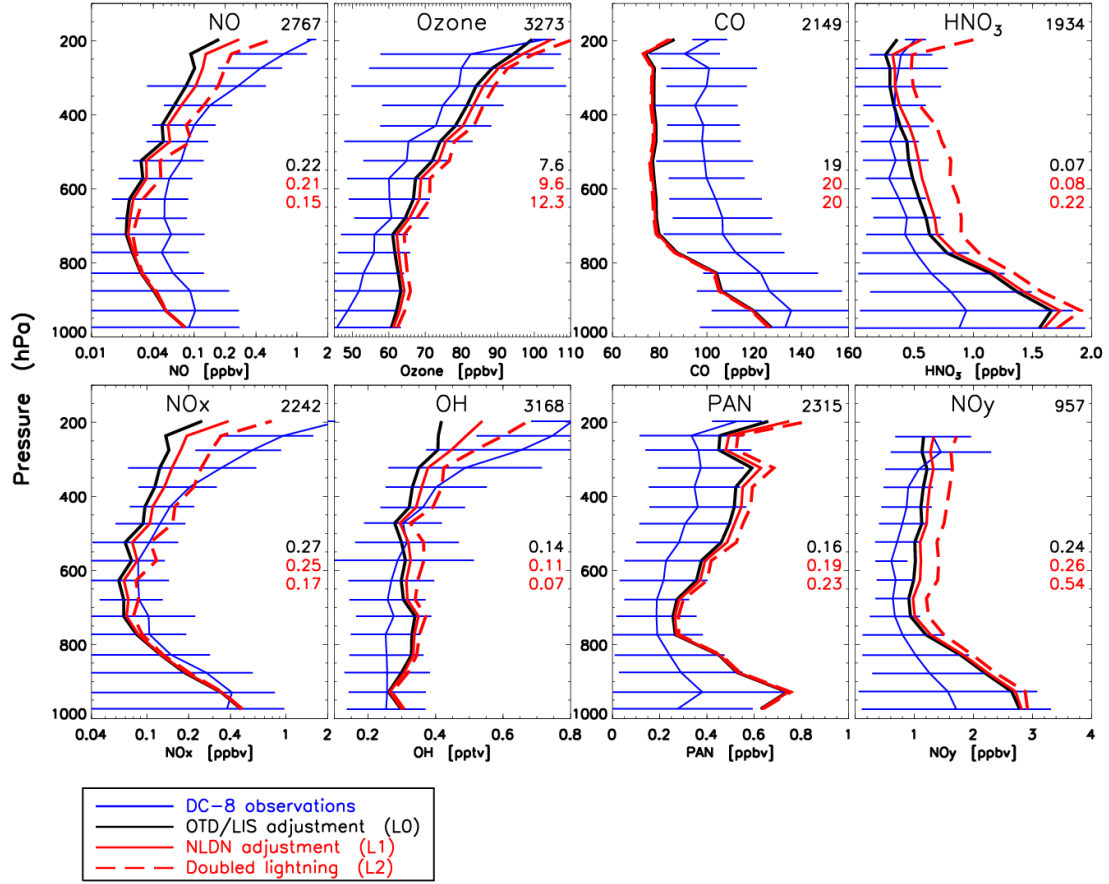 NO 2767
Ozone 3273
CO 2149
HNO3 1934
200
400
600
800
1000
0.22
0.21
0.15
7.6
9.6
12.3
19
20
20
0.07
0.08
0.22
0.01 0.04 0.1 0.2 0.4 1 2
NO [ppbv]
50 60 70 80 90 100 110
Ozone [ppbv]
60 80 100 120 140 160
CO [ppbv]
0.5 1.0 1.5 2.0
HNO3 [ppbv]
Pressure (hPa)
NOx 2242
OH 3168
PAN 2315
NOy 957
200
400
600
800
1000
0.27
0.25
0.17
0.14
0.11
0.07
0.16
0.19
0.23
0.24
0.26
0.54
0.04 0.1 0.2 0.4 1 2
NOx [ppbv]
0.2 0.4 0.6 0.8
OH [pptv]
0 0.2 0.4 0.6 0.8 1
PAN [ppbv]
1 2 3 4
NOy [ppbv]
DC-8 observations
OTD/LIS adjustment (L0)
NLDN adjustment (L1)
Doubled lightning (L2)